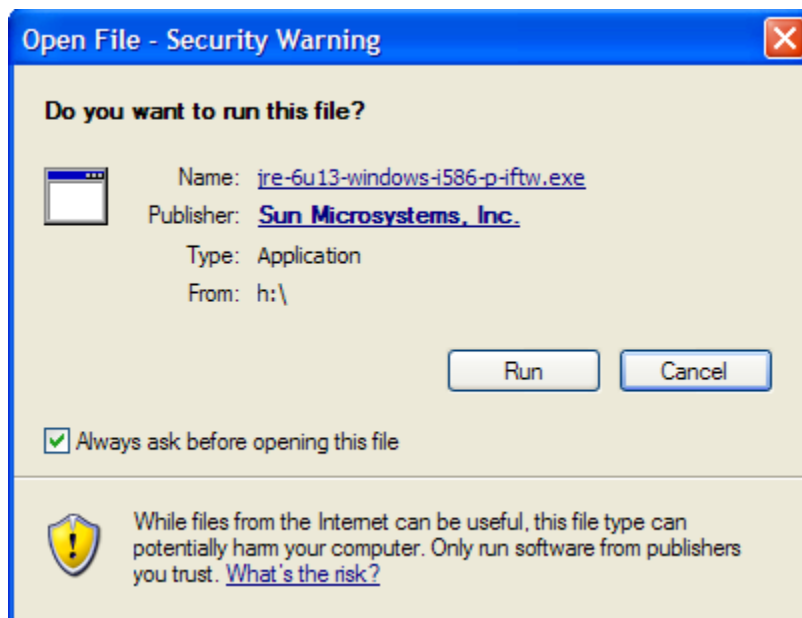 Open File - Security Warning
Do you want to run this file?
Name: jre-6u13-windows-i586-p-iftw.exe
Publisher: Sun Microsystems, Inc.
Type: Application
From: h:\
Run Cancel
Always ask before opening this file
While files from the Internet can be useful, this file type can
potentially harm your computer. Only run software from publishers
you trust. What's the risk?